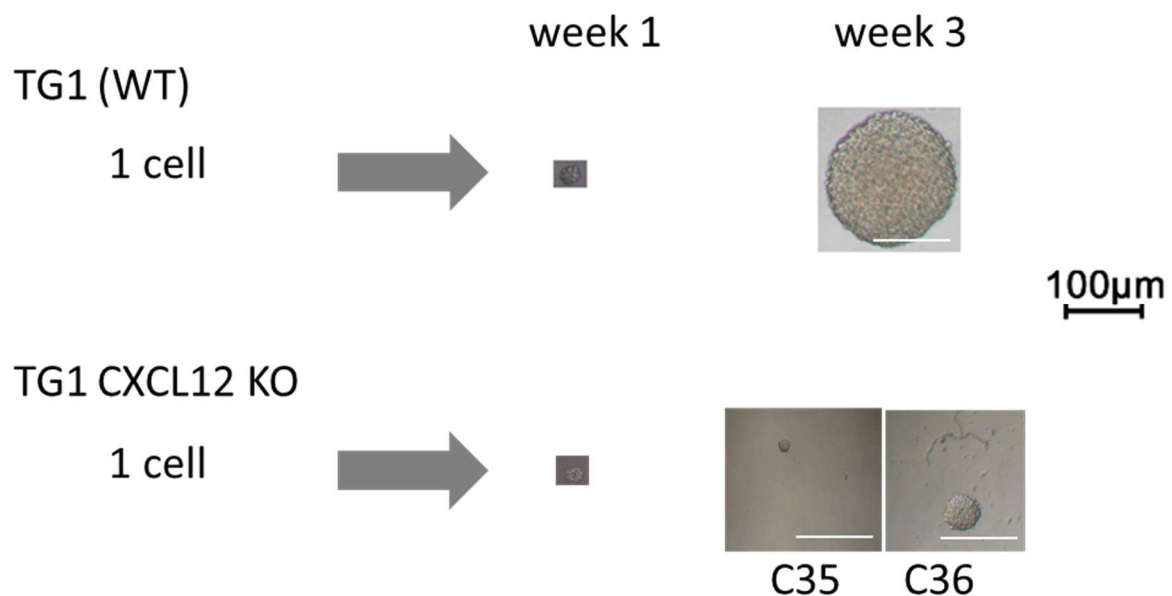 week 1
week 3
TG1 (WT)
1 cell
100µm
TG1 CXCL12 KO
1 cell
C35
C36